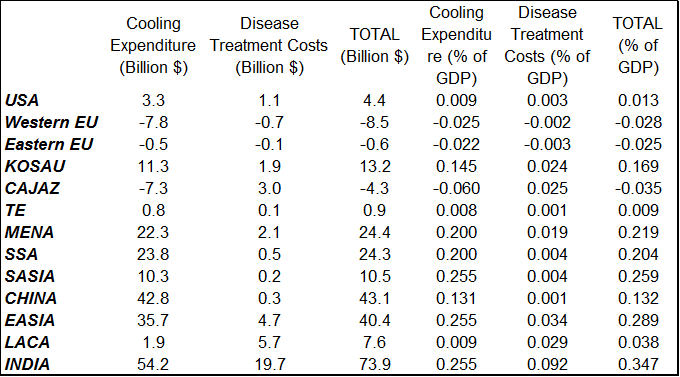 Cooling Expenditure (Billion $) Disease Treatment Costs (Billion $) TOTAL (Billion $) Cooling Expenditu re (% of GDP) Disease Treatment Costs (% of GDP) TOTAL (% of GDP)
USA 3.3 1.1 4.4 0.009 0.003 0.013
Western EU -7.8 -0.7 -8.5 -0.025 -0.002 -0.028
Eastern EU -0.5 -0.1 -0.6 -0.022 -0.003 -0.025
KOSAU 11.3 1.9 13.2 0.145 0.024 0.169
CAJAZ -7.3 3.0 -4.3 -0.060 0.025 -0.035
TE 0.8 0.1 0.9 0.008 0.001 0.009
MENA 22.3 2.1 24.4 0.200 0.019 0.219
SSA 23.8 0.5 24.3 0.200 0.004 0.204
SASIA 10.3 0.2 10.5 0.255 0.004 0.259
CHINA 42.8 0.3 43.1 0.131 0.001 0.132
EASIA 35.7 4.7 40.4 0.255 0.034 0.289
LACA 1.9 5.7 7.6 0.009 0.029 0.038
INDIA 54.2 19.7 73.9 0.255 0.092 0.347